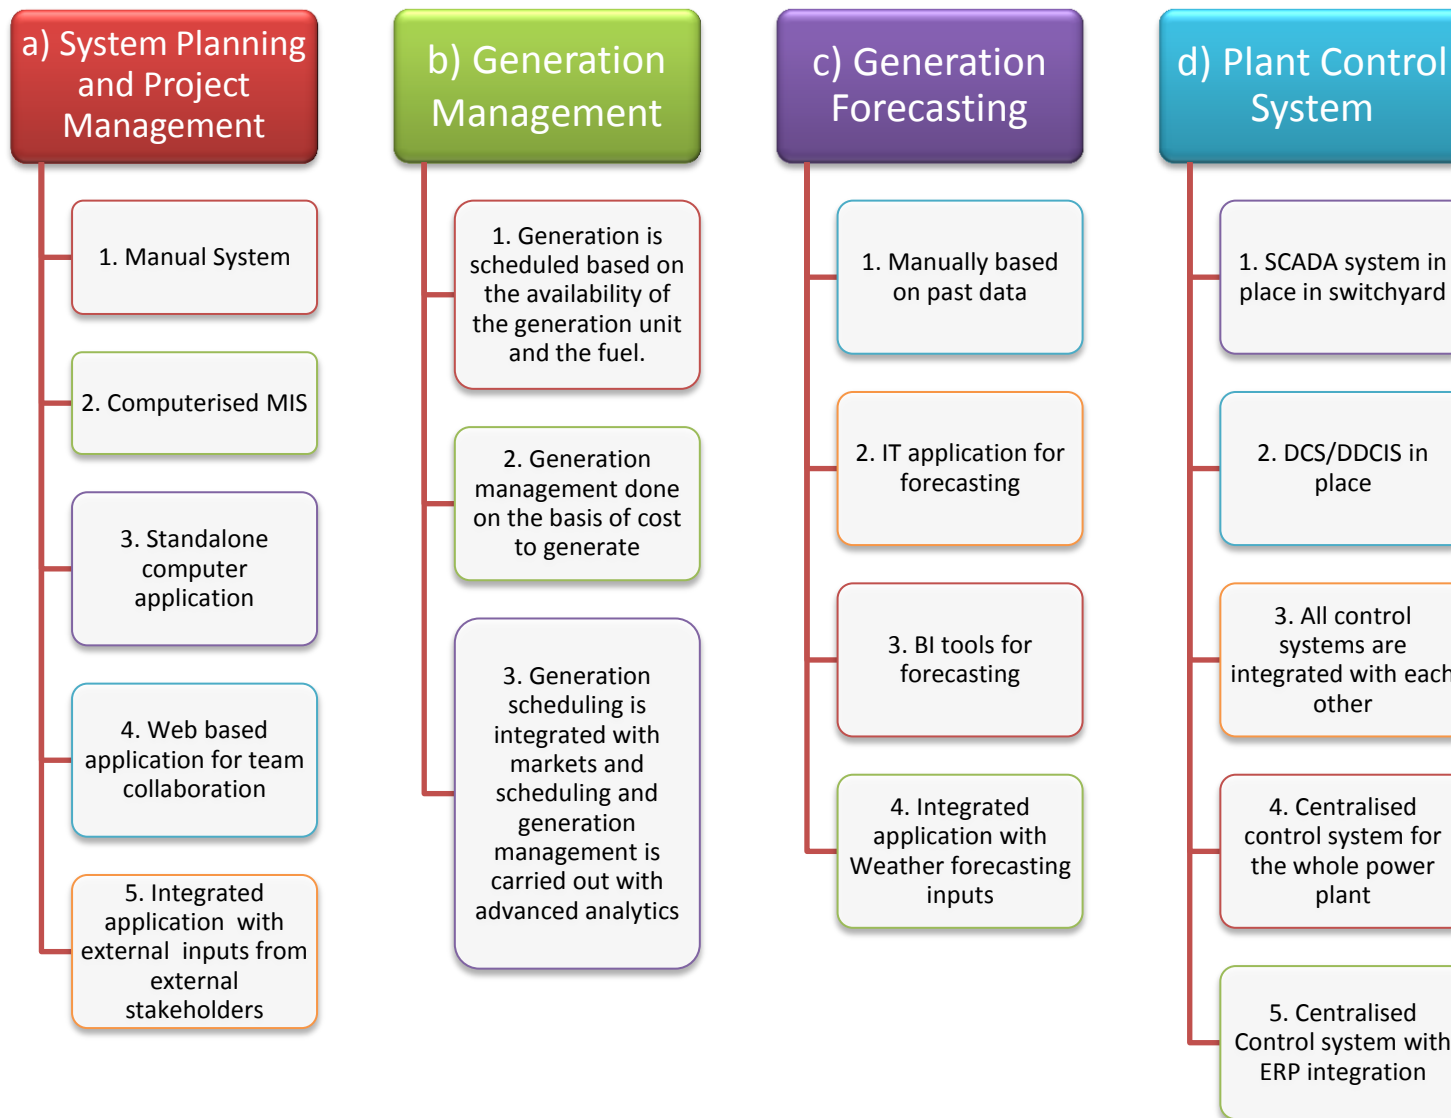 a) System Planning
and Project
Management
1. Manual System
2. Computerised MIS
3. Standalone
computer
application
4. Web based
application for team
collaboration
5. Integrated
application  with
external  inputs from
external
stakeholders
b) Generation
Management
1. Generation is
scheduled based on
the availability of
the generation unit
and the fuel.
2. Generation
management done
on the basis of cost
to generate
3. Generation
scheduling is
integrated with
markets and
scheduling and
generation
management is
carried out with
advanced analytics
c) Generation
Forecasting
1. Manually based
on past data
2. IT application for
forecasting
3. BI tools for
forecasting
4. Integrated
application with
Weather forecasting
inputs
d) Plant Control
System
1. SCADA system in
place in switchyard
2. DCS/DDCIS in
place
3. All control
systems are
integrated with each
other
4. Centralised
control system for
the whole power
plant
5. Centralised
Control system with
ERP integration